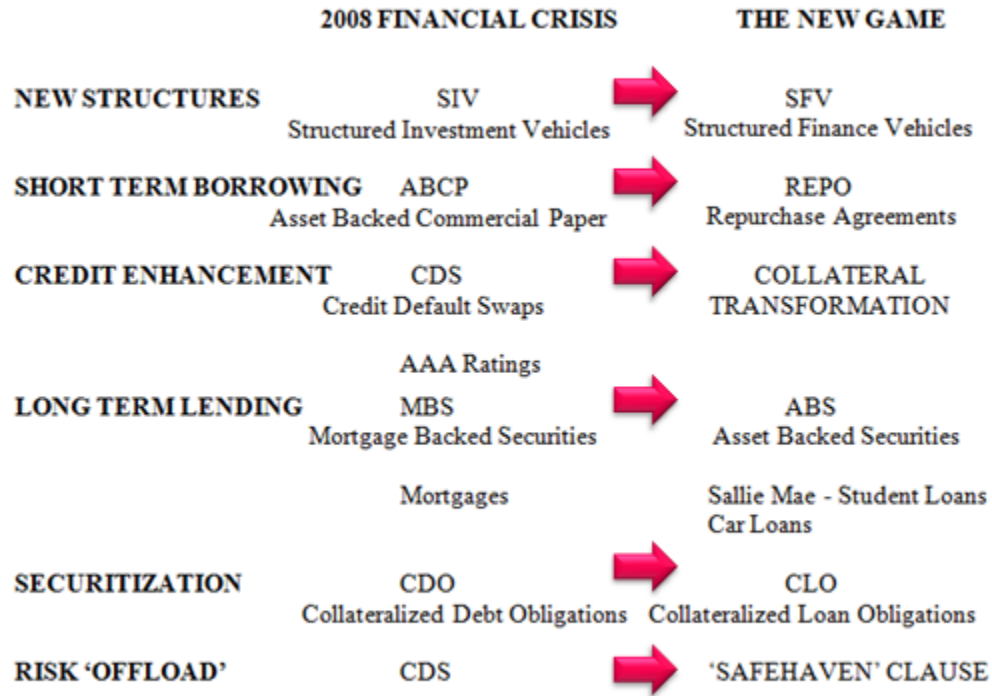 2008 FINANCIAL CRISIS THE NEW GAME
NEW STRUCTURES SIV SFV
Structured Investment Vehicles Structured Finance Vehicles
SHORT TERM BORROWING ABCP REPO
Asset Backed Commercial Paper Repurchase Agreements
CREDIT ENHANCEMENT CDS COLLATERAL
Credit Default Swaps TRANSFORMATION
AAA Ratings
LONG TERM LENDING MBS ABS
Mortgage Backed Securities Asset Backed Securities
Mortgages Sallie Mae - Student Loans
Car Loans
SECURITIZATION CDO CLO
Collateralized Debt Obligations Collateralized Loan Obligations
RISK ‘OFFLOAD’ CDS ‘SAFEHAVEN’ CLAUSE